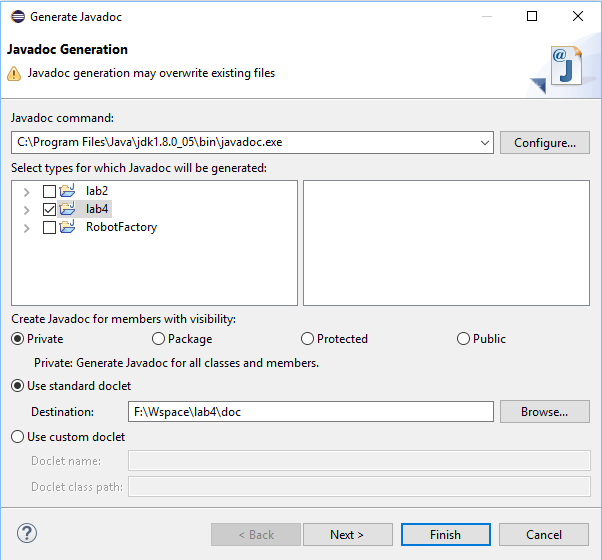 Generate Javadoc
Javadoc Generation
Javadoc generation may overwrite existing files
@
J
Javadoc command:
C:\Program Files\Java\jdk1.8.0_05\bin\javadoc.exe
Configure...
Select types for which Javadoc will be generated:
lab2
lab4
RobotFactory
Create Javadoc for members with visibility:
Private Package Protected Public
Private: Generate Javadoc for all classes and members.
Use standard doclet
Destination: F:\Wspace\lab4\doc Browse...
Use custom doclet
Doclet name:
Doclet class path:
? < Back Next > Finish Cancel